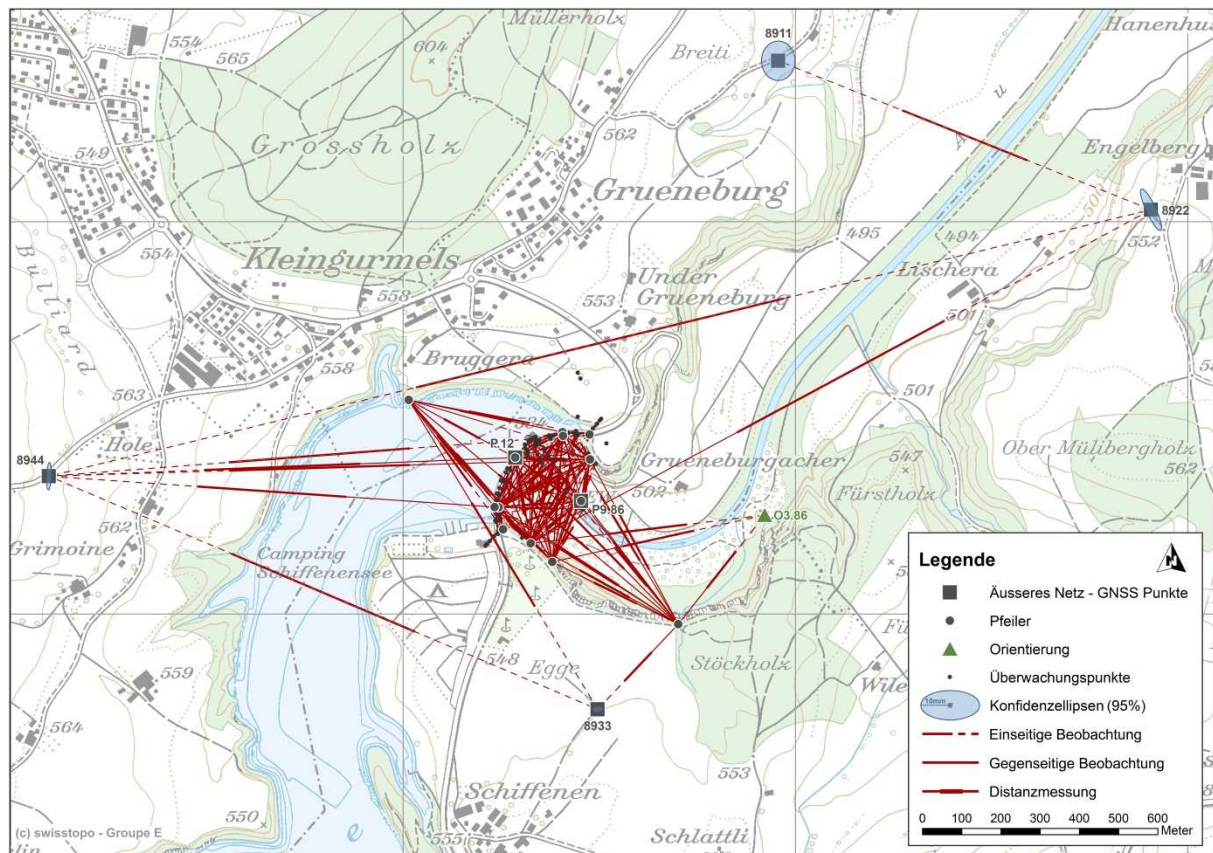 Müllerholz
554
565
604
Breiti
8911
Hanenhus
Grossholz
562
Au
549
Engelberg
Grueneburg
8922
552
495
494
554
Kleingurmels
Lischera
Bulliard
558
553
Under
Grueneburg
501
558
Bruggera
563
501
Hole
P.12
Ober Mülibergholz
8944
Grueneburgacher
547
562
502
Fürstholz
P9.86
O3.86
562
Grimoine
Camping
Schiffenensee
548
Egge
Stöckholz
559
8933
564
553
Schiffenen
550
555
Schlattli
e
Legende
N
Äusseres Netz - GNSS Punkte
Pfeiler
Orientierung
Überwachungspunkte
10mm
Konfidenzellipsen (95%)
Einseitige Beobachtung
Gegenseitige Beobachtung
Distanzmessung
0 100 200 300 400 500 600 Meter
(c) swisstopo - Groupe E